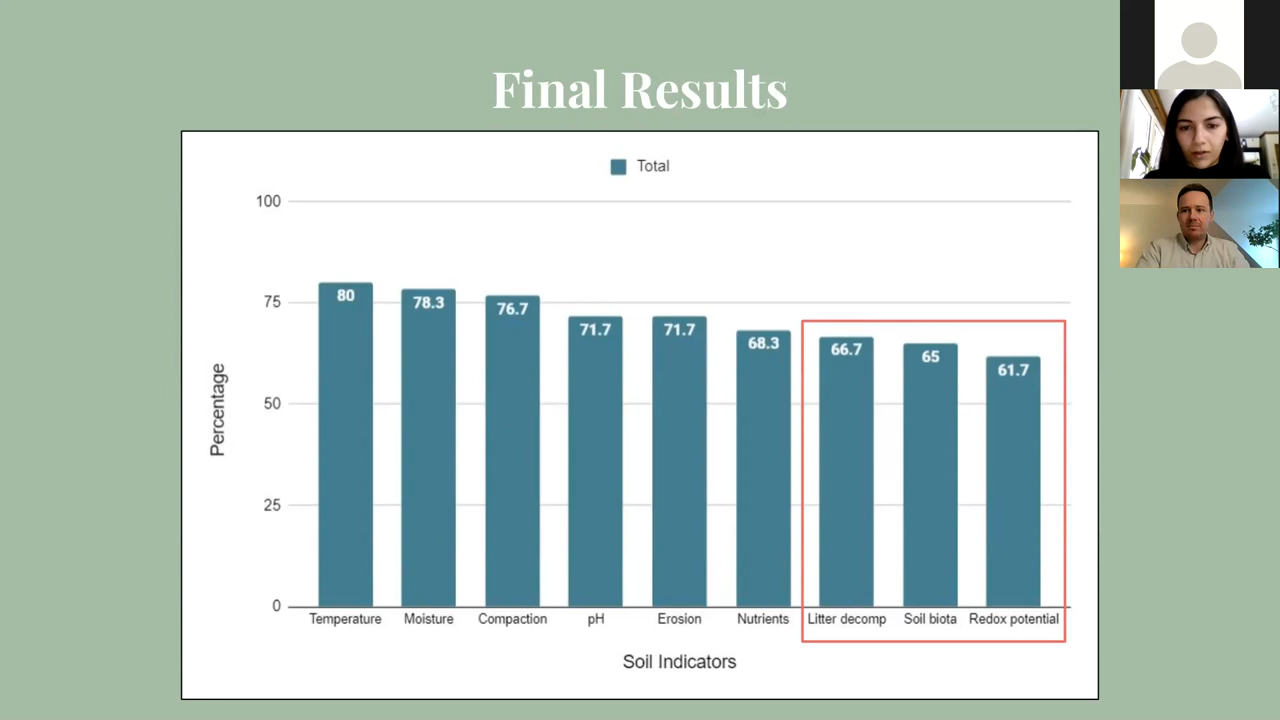 Final Results
Total
100
75
50
25
0
Percentage
80
78.3
76.7
71.7
71.7
68.3
66.7
65
61.7
Temperature
Moisture
Compaction
pH
Erosion
Nutrients
Litter decomp
Soil biota
Redox potential
Soil Indicators